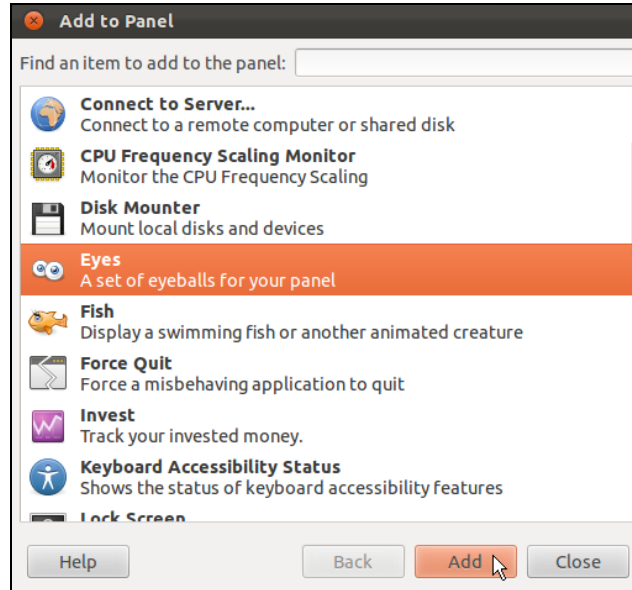 Add to Panel
Find an item to add to the panel:
Connect to Server...
Connect to a remote computer or shared disk
CPU Frequency Scaling Monitor
Monitor the CPU Frequency Scaling
Disk Mounter
Mount local disks and devices
Eyes
A set of eyeballs for your panel
Fish
Display a swimming fish or another animated creature
Force Quit
Force a misbehaving application to quit
Invest
Track your invested money.
Keyboard Accessibility Status
Shows the status of keyboard accessibility features
Lock Screen
Help Back Add Close